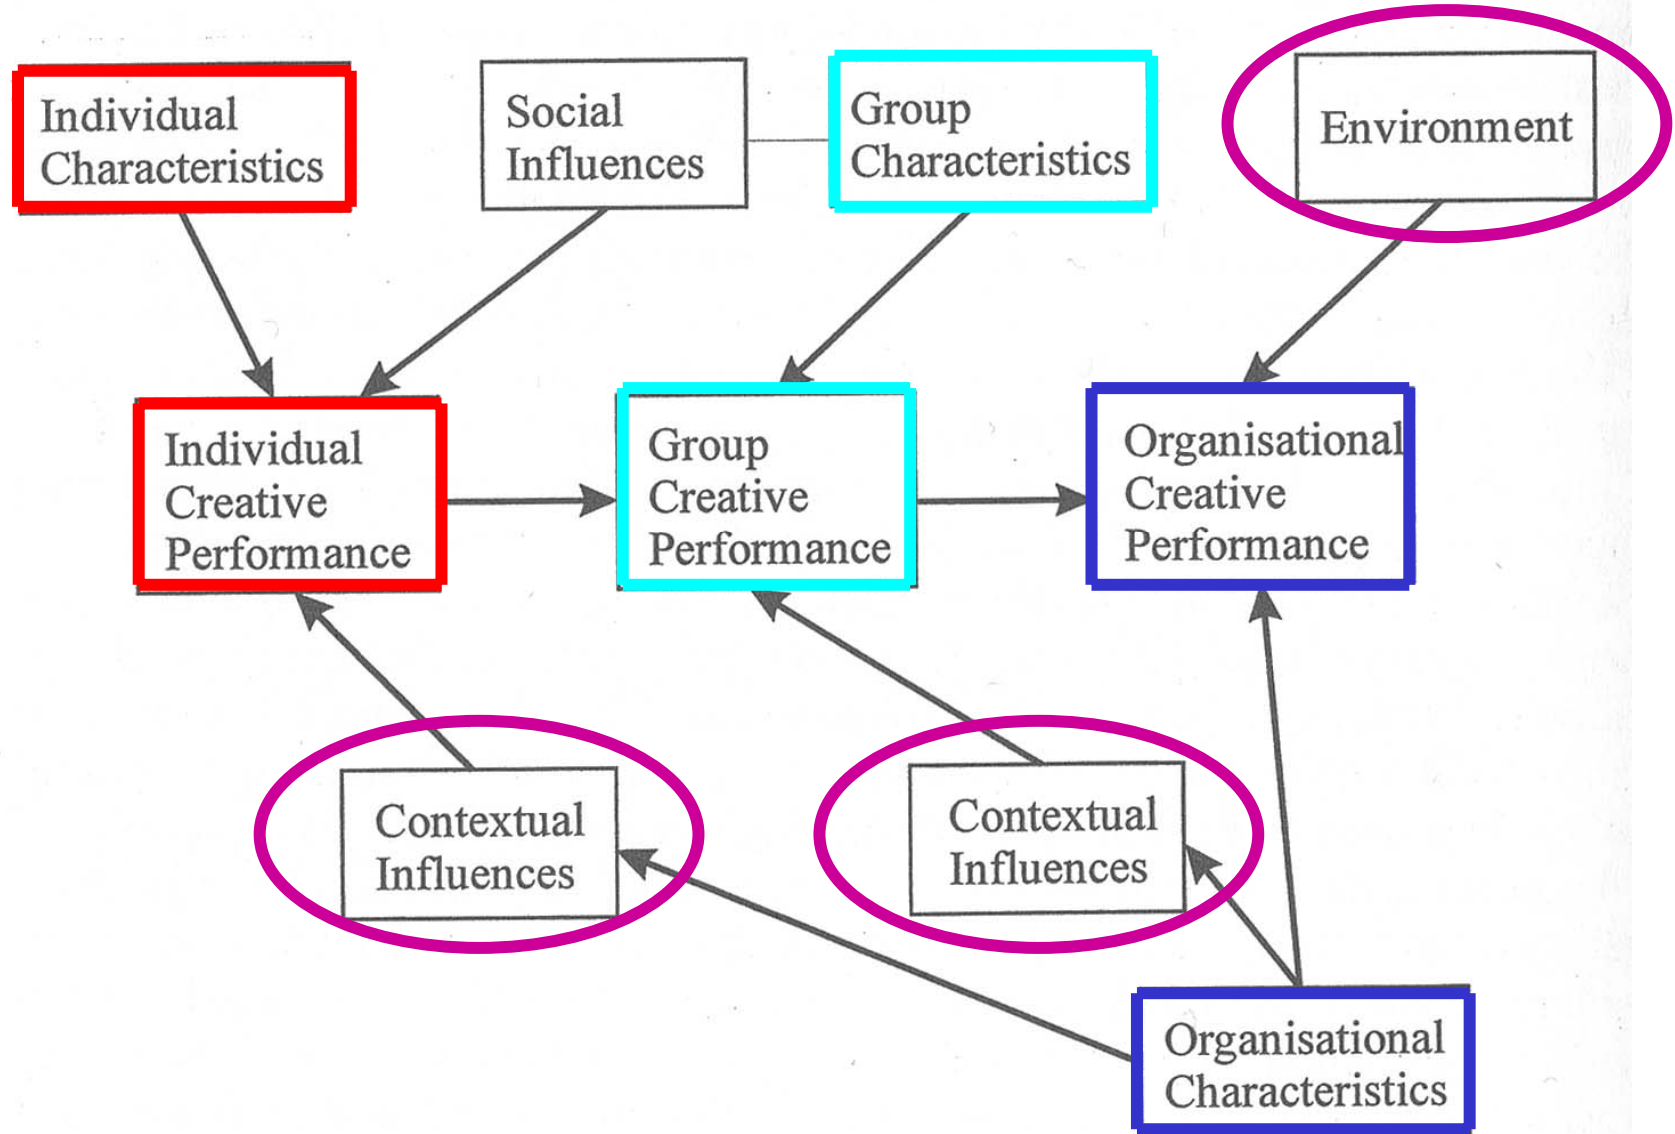 Individual
Characteristics
Social
Influences
Group
Characteristics
Environment
Individual
Creative
Performance
Group
Creative
Performance
Organisational
Creative
Performance
Contextual
Influences
Contextual
Influences
Organisational
Characteristics